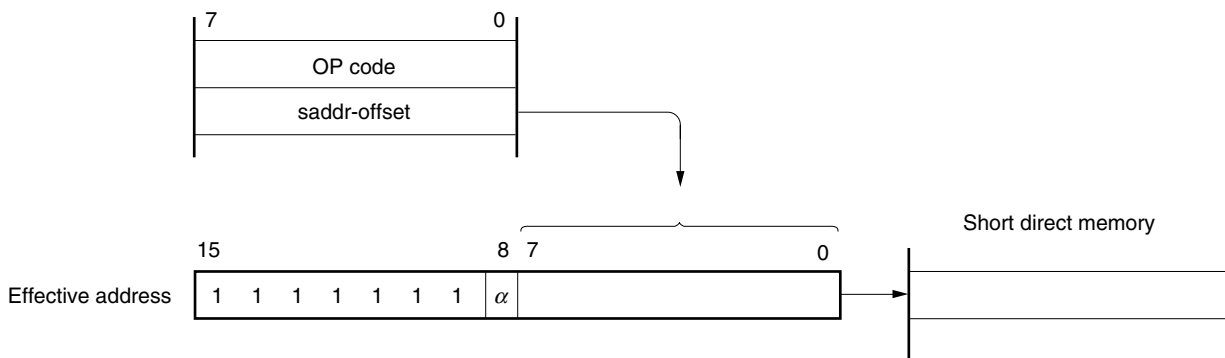 7 0
OP code
saddr-offset
Short direct memory
15 8 7 0
Effective address 1 1 1 1 1 1 1 α